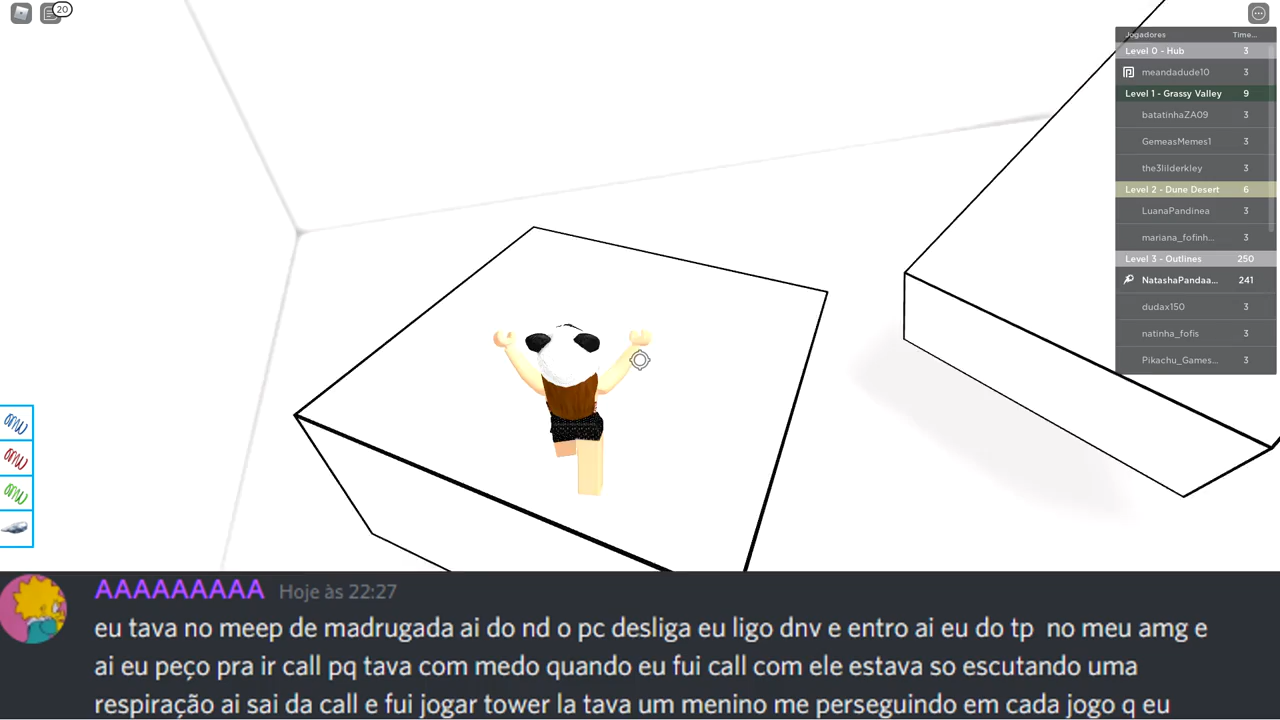 20
Jogadores Time...
Level 0 - Hub 3
meandadude10 3
Level 1 - Grassy Valley 9
batatinhaZA09 3
GemeasMemes1 3
the3lilderkley 3
Level 2 - Dune Desert 6
LuanaPandinea 3
mariana_fofinh... 3
Level 3 - Outlines 250
NatashaPandaa... 241
dudax150 3
natinha_fofis 3
Pikachu_Games... 3
AAAAAAAAA Hoje às 22:27
eu tava no meep de madrugada ai do nd o pc desliga eu ligo dnv e entro ai eu do tp no meu amg e
ai eu peço pra ir call pq tava com medo quando eu fui call com ele estava so escutando uma
respiração ai sai da call e fui jogar tower la tava um menino me perseguindo em cada jogo q eu